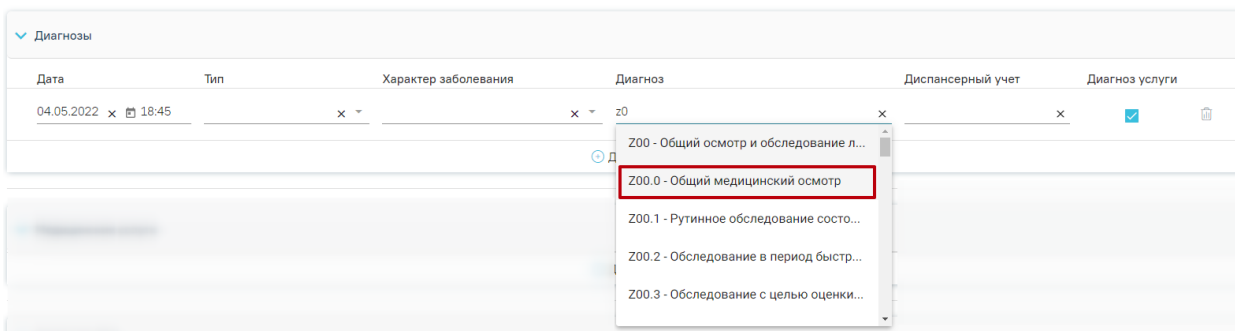 Диагнозы
Дата Тип Характер заболевания Диагноз Диспансерный учет Диагноз услуги
04.05.2022 18:45 z0
Z00 - Общий осмотр и обследование л...
Z00.0 - Общий медицинский осмотр
Z00.1 - Рутинное обследование состо...
Z00.2 - Обследование в период быстр...
Z00.3 - Обследование с целью оценки...